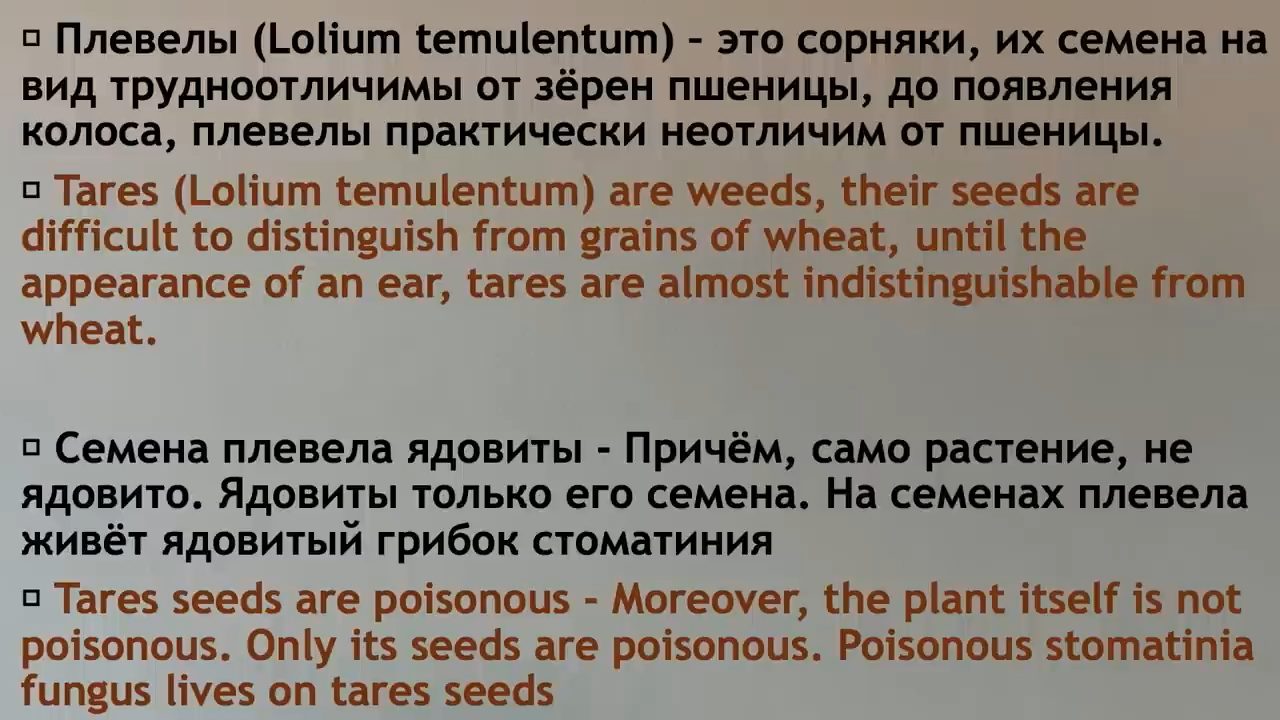 ▯ Плевелы (Lolium temulentum) – это сорняки, их семена на
вид трудноотличимы от зёрен пшеницы, до появления
колоса, плевелы практически неотличим от пшеницы.
▯ Tares (Lolium temulentum) are weeds, their seeds are
difficult to distinguish from grains of wheat, until the
appearance of an ear, tares are almost indistinguishable from
wheat.
▯ Семена плевела ядовиты - Причём, само растение, не
ядовито. Ядовиты только его семена. На семенах плевела
живёт ядовитый грибок стоматиния
▯ Tares seeds are poisonous - Moreover, the plant itself is not
poisonous. Only its seeds are poisonous. Poisonous stomatinia
fungus lives on tares seeds